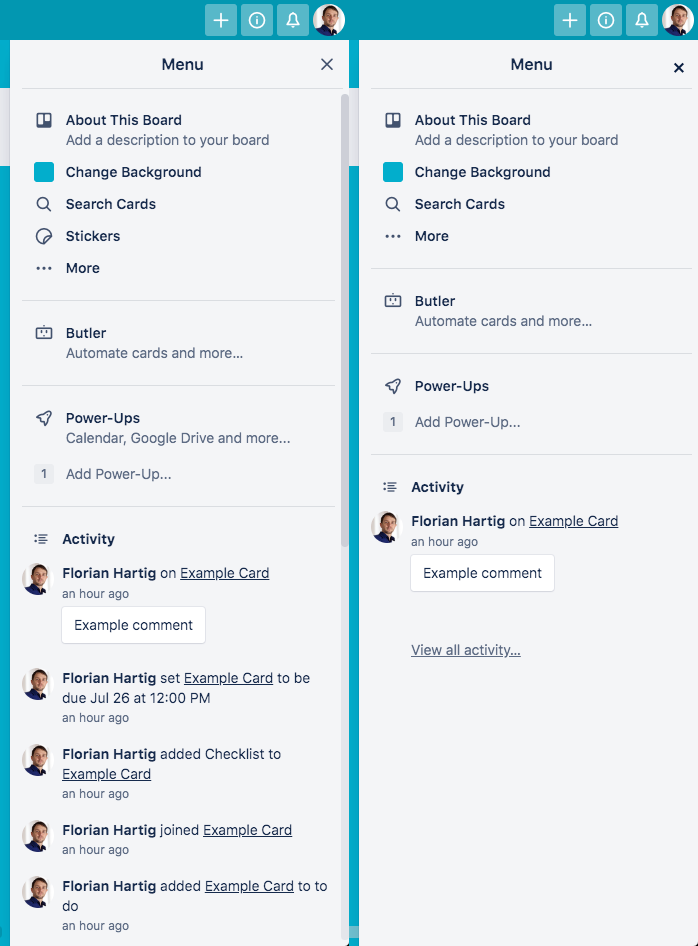 Menu
About This Board
Add a description to your board
Change Background
Search Cards
Stickers
More
Butler
Automate cards and more...
Power-Ups
Calendar, Google Drive and more...
1 Add Power-Up...
Activity
Florian Hartig on Example Card
an hour ago
Example comment
Florian Hartig set Example Card to be
due Jul 26 at 12:00 PM
an hour ago
Florian Hartig added Checklist to
Example Card
an hour ago
Florian Hartig joined Example Card
an hour ago
Florian Hartig added Example Card to to
do
an hour ago
Menu
About This Board
Add a description to your board
Change Background
Search Cards
More
Butler
Automate cards and more...
Power-Ups
1 Add Power-Up...
Activity
Florian Hartig on Example Card
an hour ago
Example comment
View all activity...